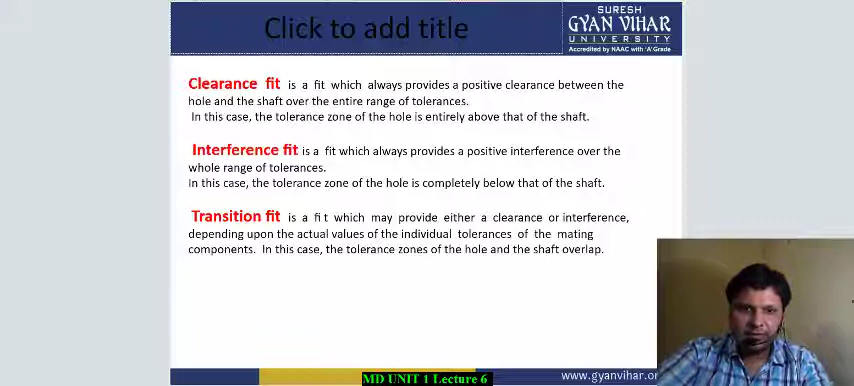 Click to add title
SURESH
GYAN VIHAR
UNIVERSITY
Accredited by NAAC with 'A' Grade
Clearance fit is a fit which always provides a positive clearance between the
hole and the shaft over the entire range of tolerances.
In this case, the tolerance zone of the hole is entirely above that of the shaft.
Interference fit is a fit which always provides a positive interference over the
whole range of tolerances.
In this case, the tolerance zone of the hole is completely below that of the shaft.
Transition fit is a fi t which may provide either a clearance or interference,
depending upon the actual values of the individual tolerances of the mating
components. In this case, the tolerance zones of the hole and the shaft overlap.
MD UNIT 1 Lecture 6
www.gyanvihar.or